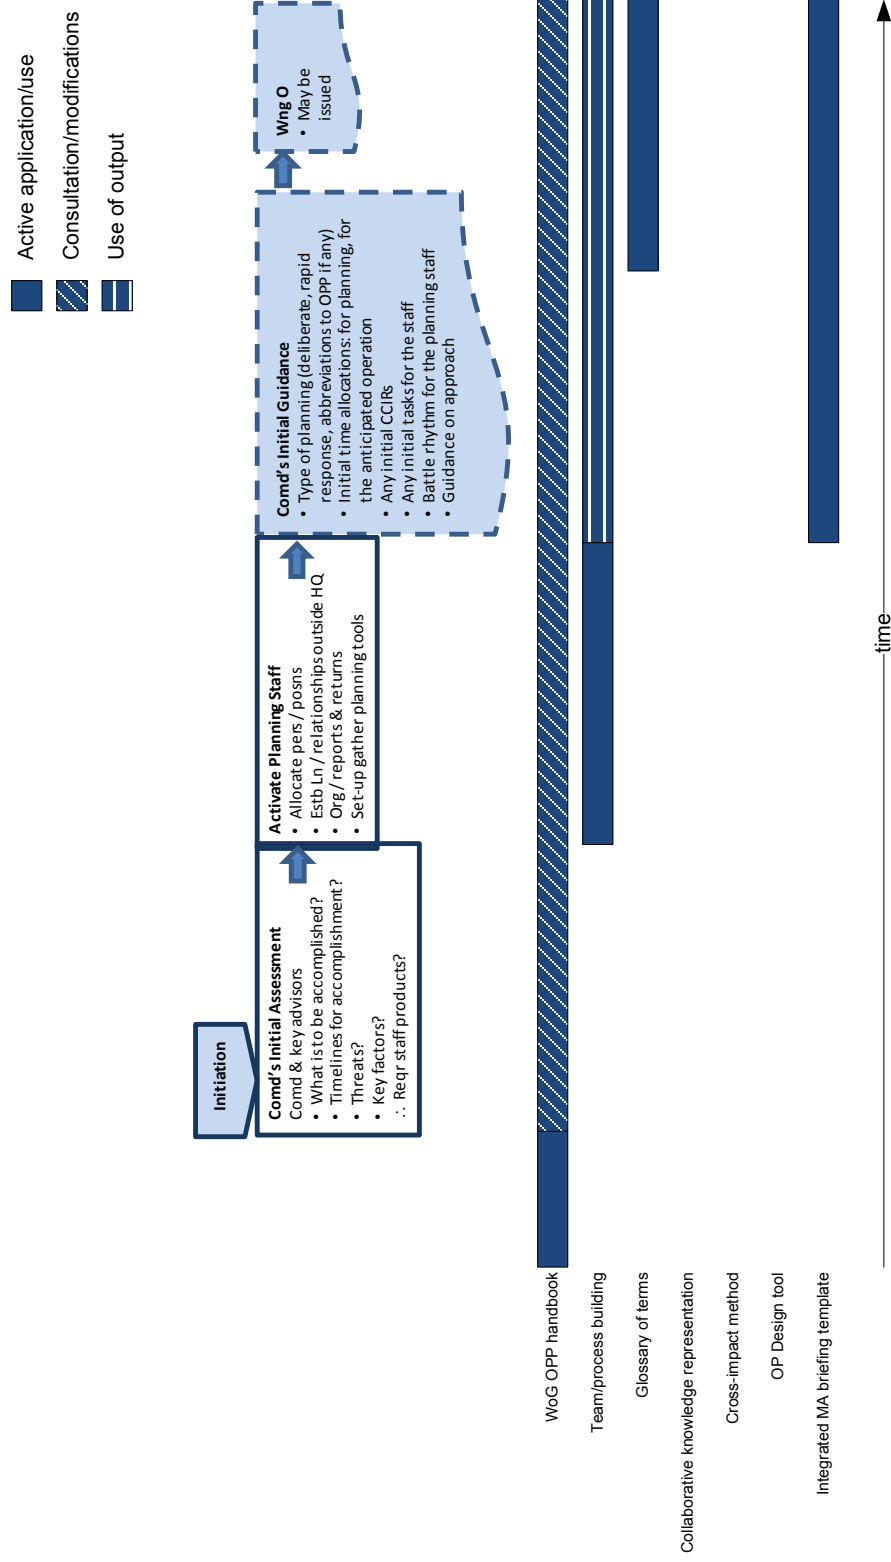 Active application/use
Consultation/modifications
Use of output
Initiation
Comd's Initial Assessment
Comd & key advisors
• What is to be accomplished?
• Timelines for accomplishment?
• Threats?
• Key factors?
∴ Reqr staff products?
Activate Planning Staff
• Allocate pers / posns
• Estb Ln / relationships outside HQ
• Org / reports & returns
• Set-up gather planning tools
Comd's Initial Guidance
• Type of planning (deliberate, rapid
response, abbreviations to OPP if any)
• Initial time allocations: for planning, for
the anticipated operation
• Any initial CCIRs
• Any initial tasks for the staff
• Battle rhythm for the planning staff
• Guidance on approach
Wng O
• May be
issued
WoG OPP handbook
Team/process building
Glossary of terms
Collaborative knowledge representation
Cross-impact method
OP Design tool
Integrated MA briefing template
time